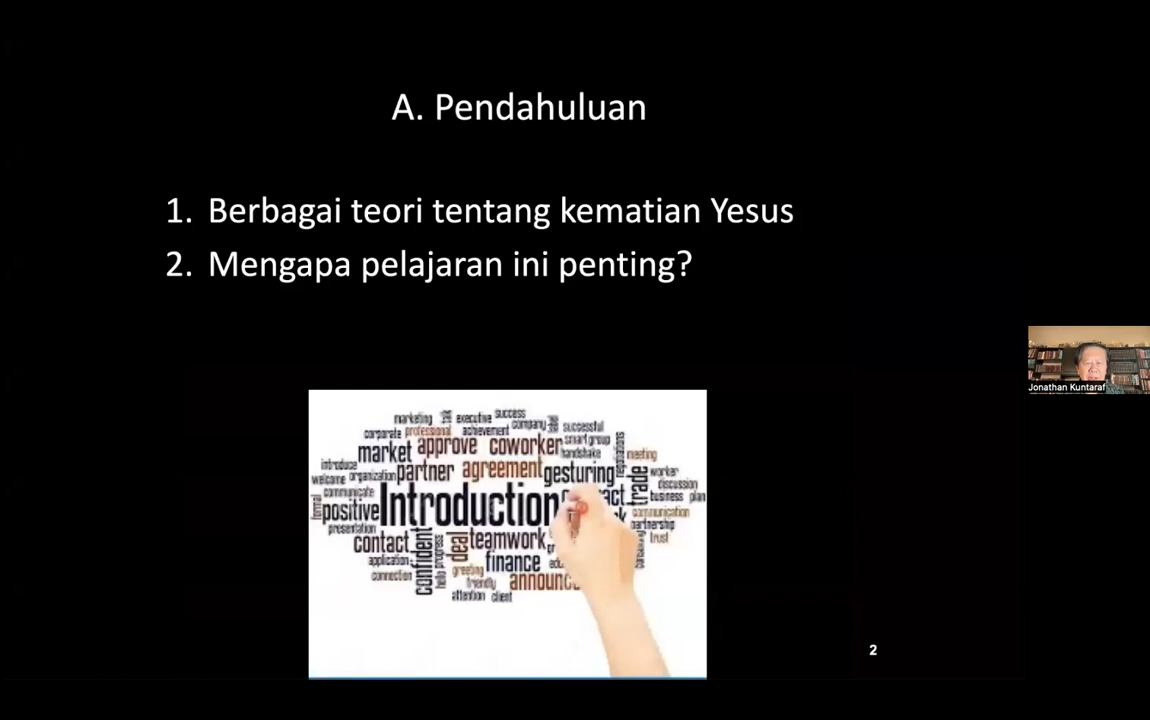 A. Pendahuluan
1. Berbagai teori tentang kematian Yesus
2. Mengapa pelajaran ini penting?
Jonathan Kuntaraf
marketing executive success
company
corporate professional achievement successful
market approve coworker smart group
handshake negotiations meeting
introduce
welcome organization partner agreement gesturing trade worker
discussion
communicate
formal positive Introduction business plan
communication
presentation partnership
contact confident deal teamwork trust
application hello progress finance
connection greeting
friendly
attention client
2